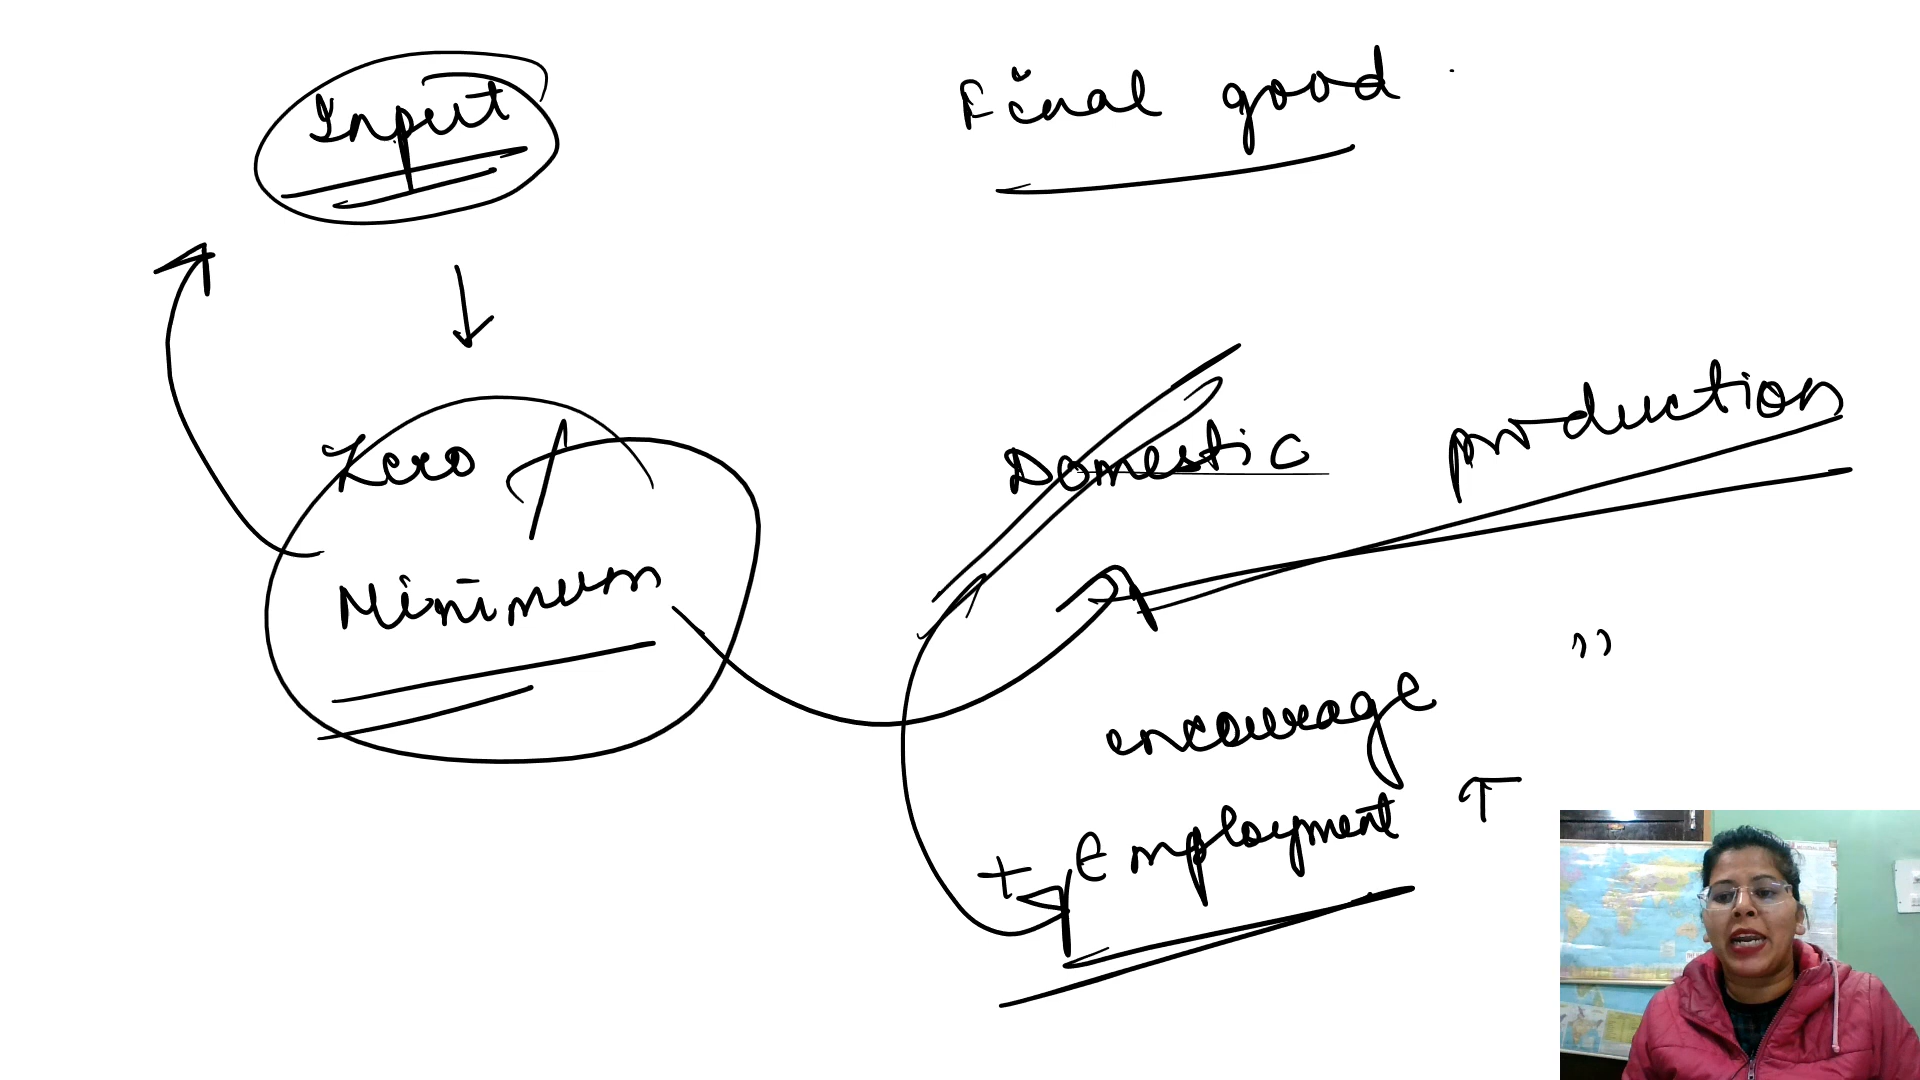 Input
Final good
Zero /
Minimum
Domestic production
encourage "
+ Employment ↑